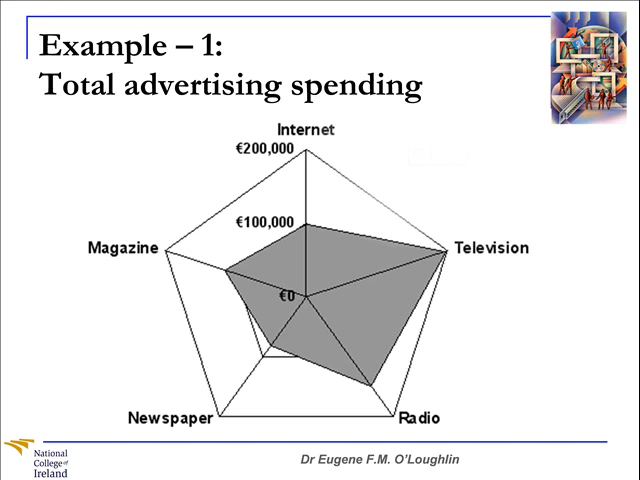 Example – 1:
Total advertising spending
Internet
€200,000
€100,000
Magazine
Television
€0
Newspaper
Radio
National
College of
Ireland
Dr Eugene F.M. O'Loughlin